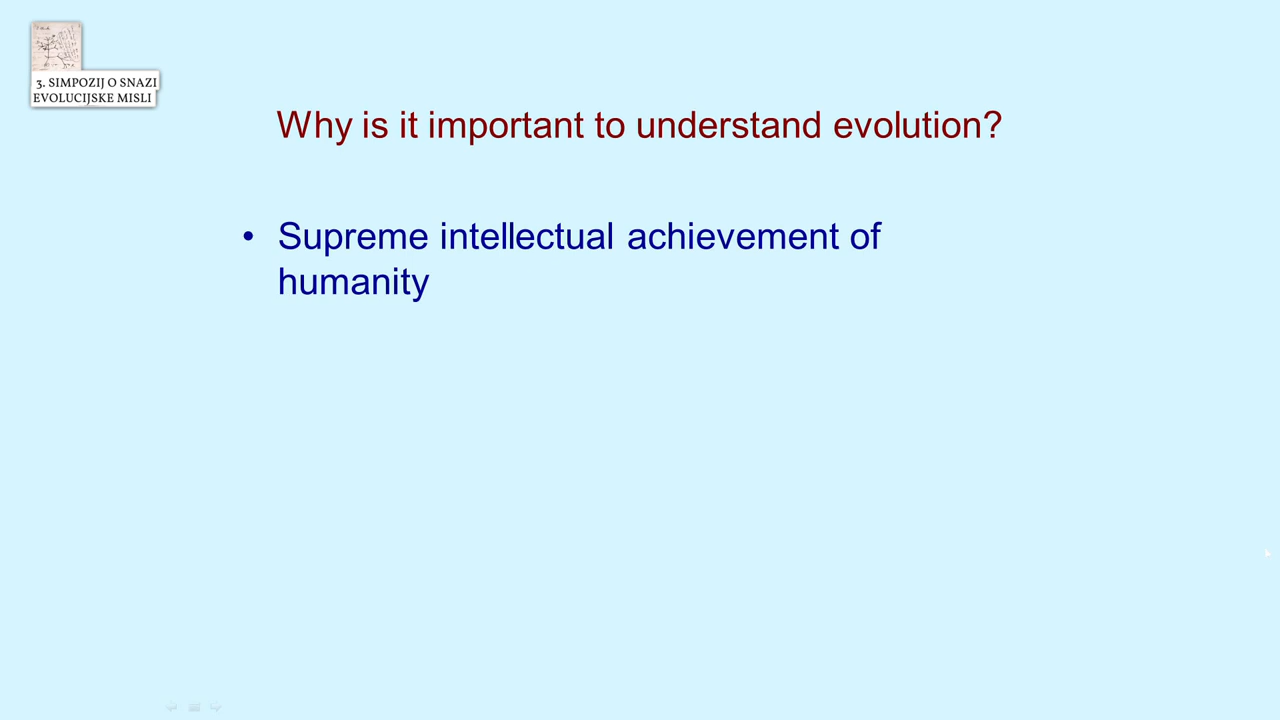 3. SIMPOZIJ O SNAZI
EVOLUCIJSKE MISLI
Why is it important to understand evolution?
• Supreme intellectual achievement of
humanity